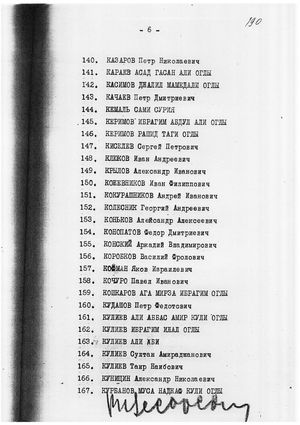 - 6 -
190
140. КАЗАРОВ Петр Николаевич
141. КАРАЕВ АСАД ГАСАН АЛИ ОГЛЫ
142. КАСИМОВ ДЖАЛИЛ МАМЕДАЛИ ОГЛЫ
143. КАЧАЕВ Петр Дмитриевич
144. КЕМАЛЬ САМИ СУРИЯ
145. КЕРИМОВ ИБРАГИМ АБДУЛ АЛИ ОГЛЫ
146. КЕРИМОВ РАШИД ТАГИ ОГЛЫ
147. КИСЕЛЕВ Сергей Петрович
148. КЛЮКОВ Иван Андреевич
149. КРЫЛОВ Александр Иванович
150. КОЖЕВНИКОВ Иван Филиппович
151. КОКУРАШНИКОВ Андрей Иванович
152. КОЛЕСНИК Георгий Андреевич
153. КОНЬКОВ Александр Алексеевич
154. КОНОПАТОВ Федор Дмитриевич
155. КОНСКИЙ Аркадий Владимирович
156. КОРОБКОВ Василий Фролович
157. КОФМАН Яков Израилевич
158. КОЧУРО Павел Иванович
159. КОШКАРОВ АГА МИРЗА ИБРАГИМ ОГЛЫ
160. КУДАШОВ Петр Федотович
161. КУЛИЕВ АЛИ АББАС АМИР КУЛИ ОГЛЫ
162. КУЛИЕВ ИБРАГИМ ИНАЛ ОГЛЫ
163. КУЛИЕВ АЛИ АБИ
164. КУЛИЕВ Султан Амираджанович
165. КУЛИЕВ Таир Наибович
166. КУНИЦИН Александр Николаевич
167. КУРБАНОВ МУСА НАДЖАФ КУЛИ ОГЛЫ